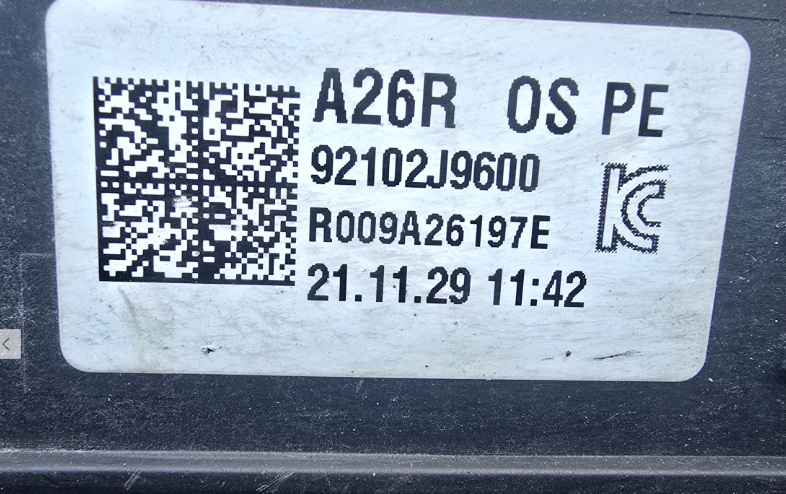 A26R OS PE
92102J9600
R009A26197E
21.11.29 11:42